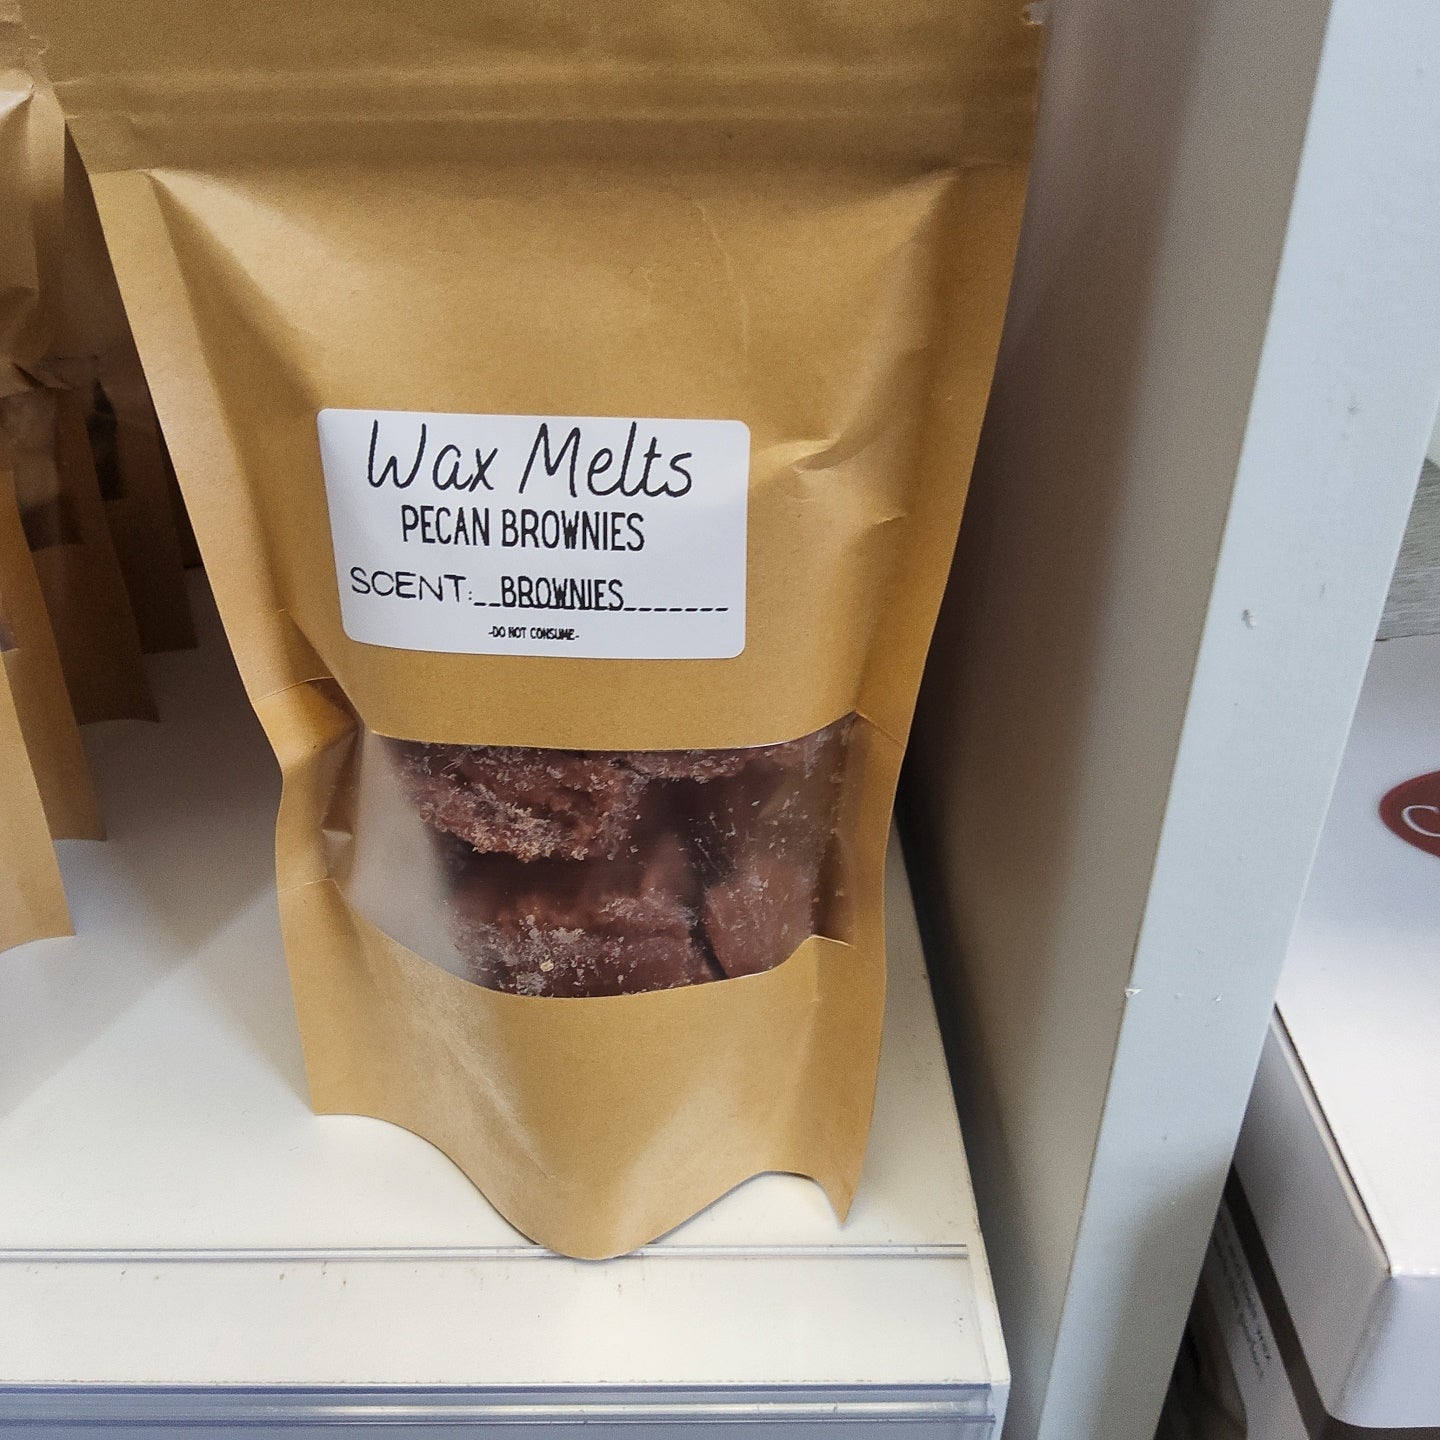 Wax Melts
PECAN BROWNIES
SCENT:__BROWNIES_______
-DO NOT CONSUME-